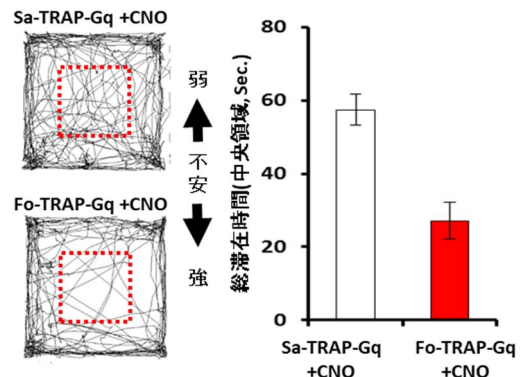 Sa-TRAP-Gq +CNO
弱
不安
Fo-TRAP-Gq +CNO
強
総滞在時間(中央領域, Sec.)
80
60
40
20
0
Sa-TRAP-Gq
+CNO
Fo-TRAP-Gq
+CNO